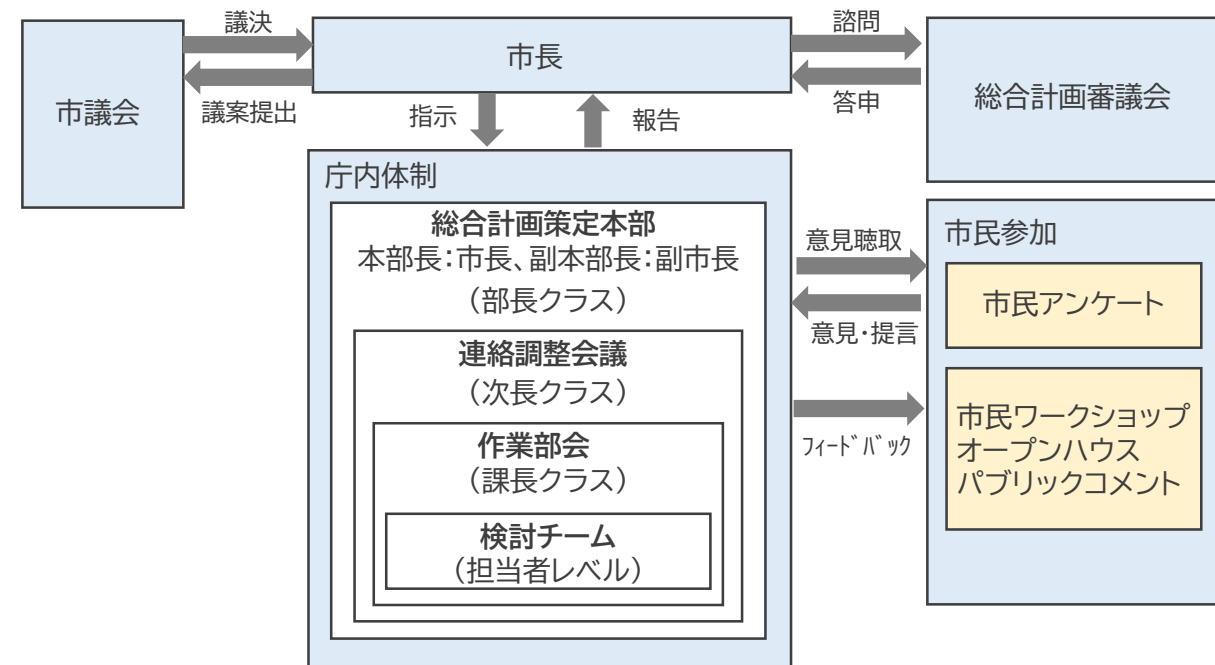 議決
市長
諮問
市議会
議案提出
答申
総合計画審議会
指示
報告
庁内体制
総合計画策定本部
本部長：市長、副本部長：副市長
（部長クラス）
連絡調整会議
（次長クラス）
作業部会
（課長クラス）
検討チーム
（担当者レベル）
意見聴取
意見・提言
ﾌｨｰﾄﾞﾊﾞｯｸ
市民参加
市民アンケート
市民ワークショップ
オープンハウス
パブリックコメント